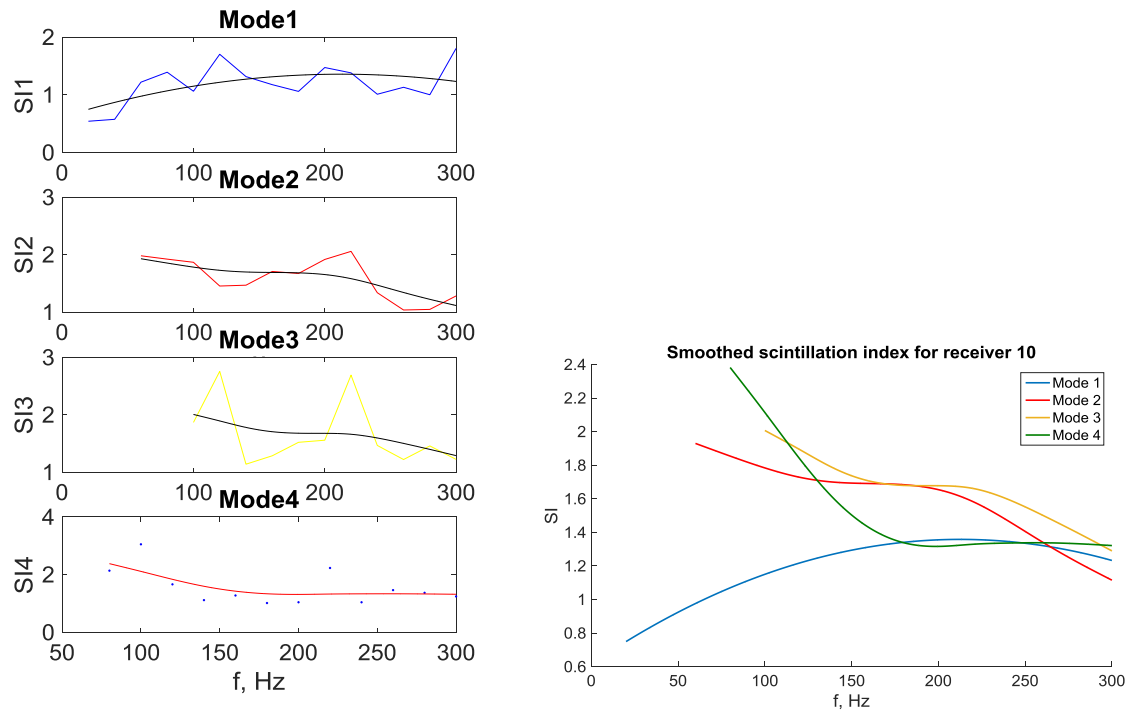 Mode1
SI1
2
1
0
0
100
200
300
Mode2
SI2
3
2
1
0
100
200
300
Mode3
SI3
3
2
1
0
100
200
300
Mode4
SI4
4
2
0
50
100
150
200
250
300
f, Hz
Smoothed scintillation index for receiver 10
Mode 1
Mode 2
Mode 3
Mode 4
SI
2.4
2.2
2
1.8
1.6
1.4
1.2
1
0.8
0.6
0
50
100
150
200
250
300
f, Hz